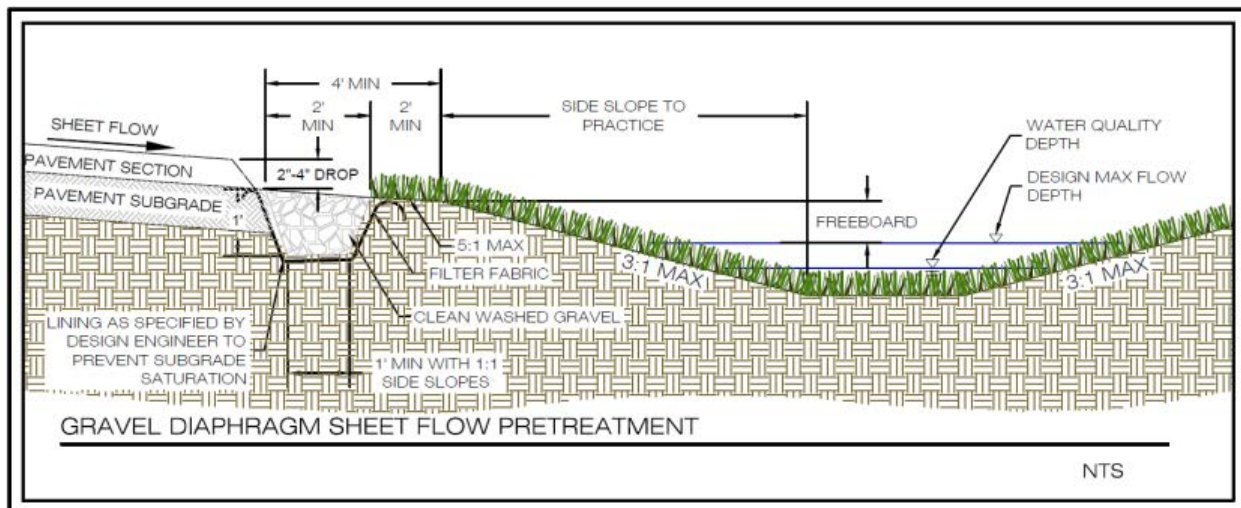 4' MIN
2'
MIN
2'
MIN
SIDE SLOPE TO
PRACTICE
SHEET FLOW
WATER QUALITY
DEPTH
PAVEMENT SECTION
2"-4" DROP
DESIGN MAX FLOW
DEPTH
PAVEMENT SUBGRADE
1'
FREEBOARD
5:1 MAX
FILTER FABRIC
3:1 MAX
3:1 MAX
CLEAN WASHED GRAVEL
LINING AS SPECIFIED BY
DESIGN ENGINEER TO
PREVENT SUBGRADE
SATURATION
1' MIN WITH 1:1
SIDE SLOPES
GRAVEL DIAPHRAGM SHEET FLOW PRETREATMENT
NTS